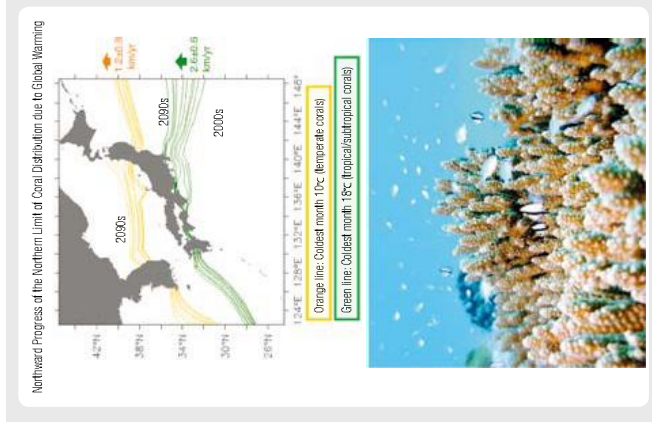 Northward Progress of the Northern Limit of Coral Distribution due to Global Warming
1.2±0.8
km/yr
2.6±0.6
km/yr
2090s
2090s
2000s
42°N
38°N
34°N
30°N
26°N
124°E 128°E 132°E 136°E 140°E 144°E 148°
Orange line: Coldest month 10℃ (temperate corals)
Green line: Coldest month 18℃ (tropical/subtropical corals)